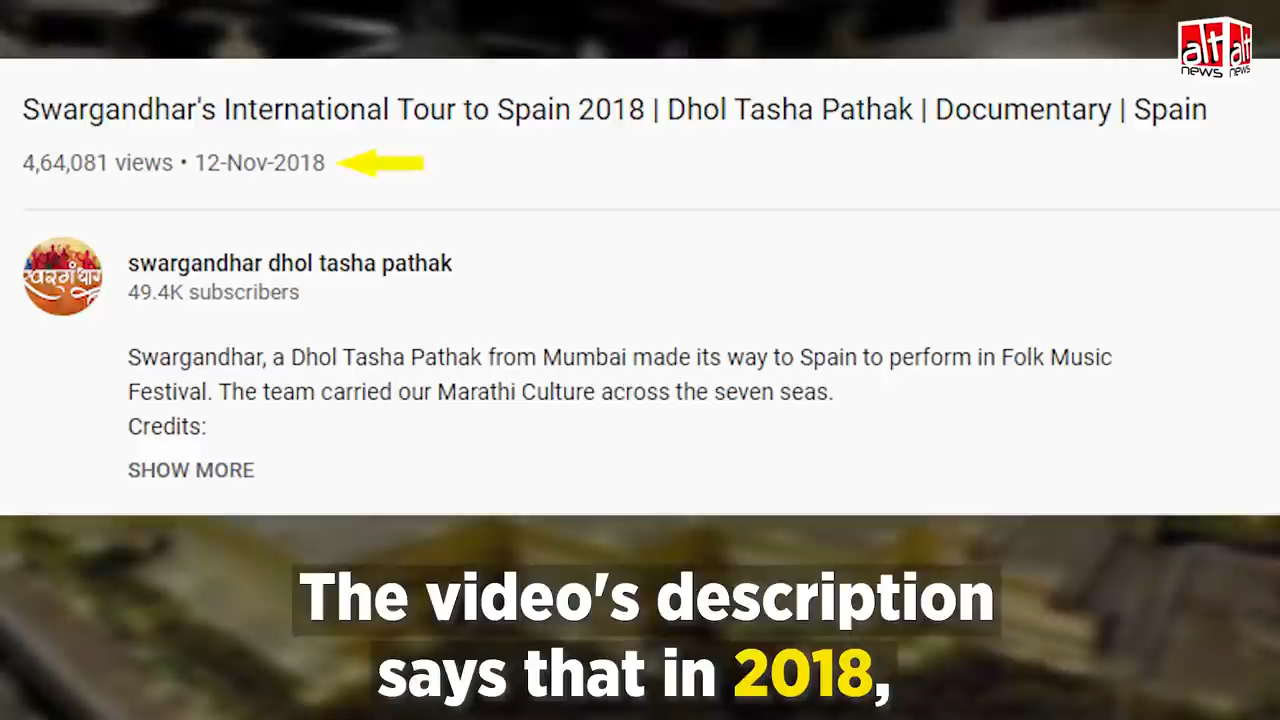 alt alt
news news
Swargandhar's International Tour to Spain 2018 | Dhol Tasha Pathak | Documentary | Spain
4,64,081 views • 12-Nov-2018
swargandhar dhol tasha pathak
49.4K subscribers
Swargandhar, a Dhol Tasha Pathak from Mumbai made its way to Spain to perform in Folk Music
Festival. The team carried our Marathi Culture across the seven seas.
Credits:
SHOW MORE
The video's description
says that in 2018,